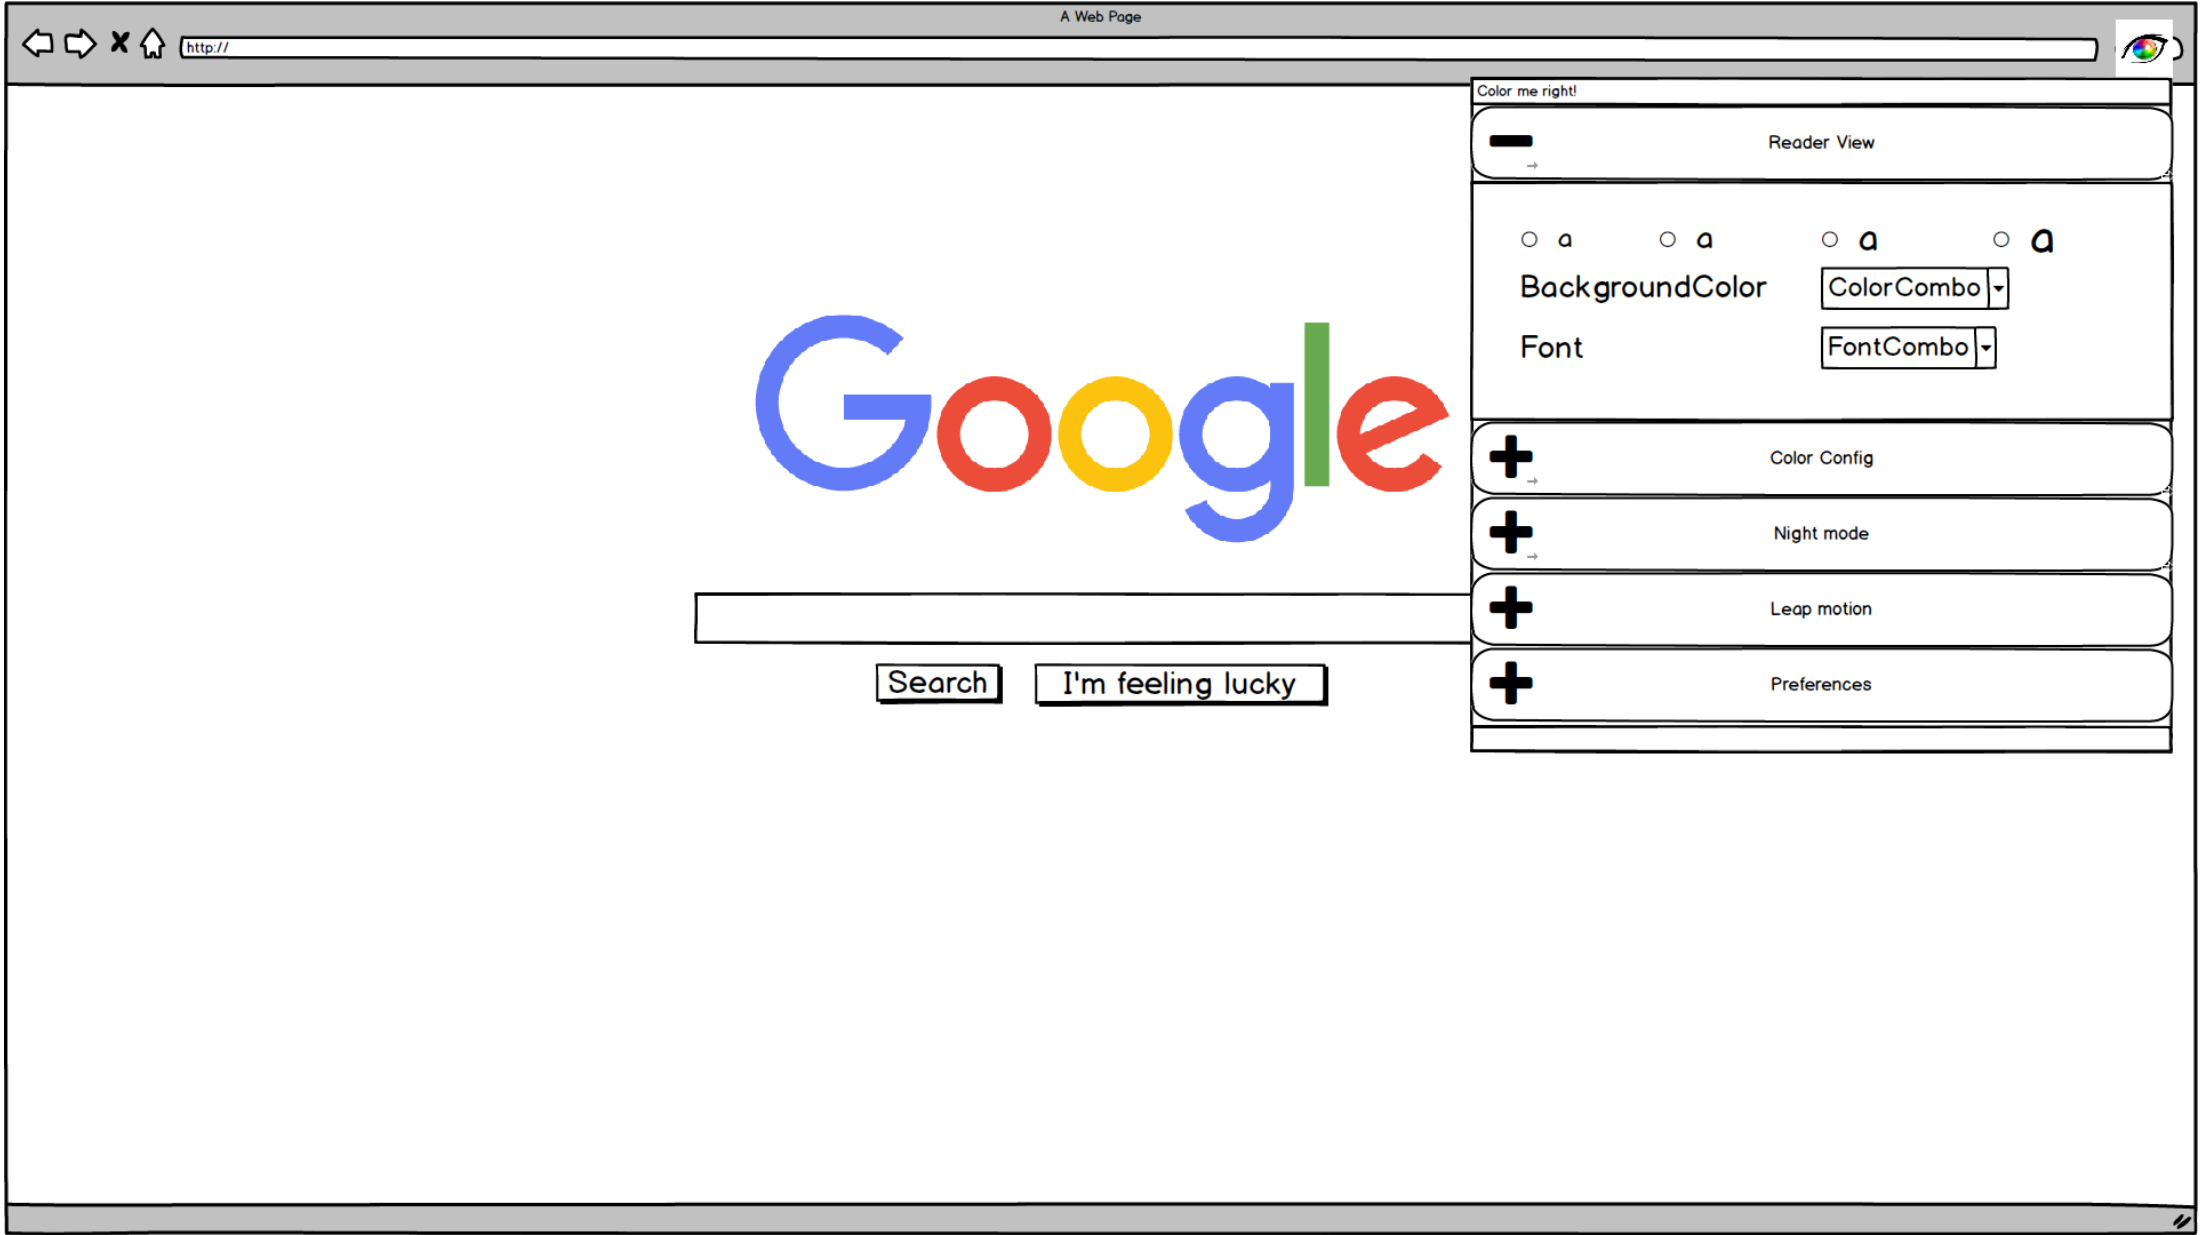 A Web Page
http://
Color me right!
Reader View
a a a a
BackgroundColor ColorCombo
Font FontCombo
Google
Color Config
Night mode
Leap motion
Search I'm feeling lucky
Preferences